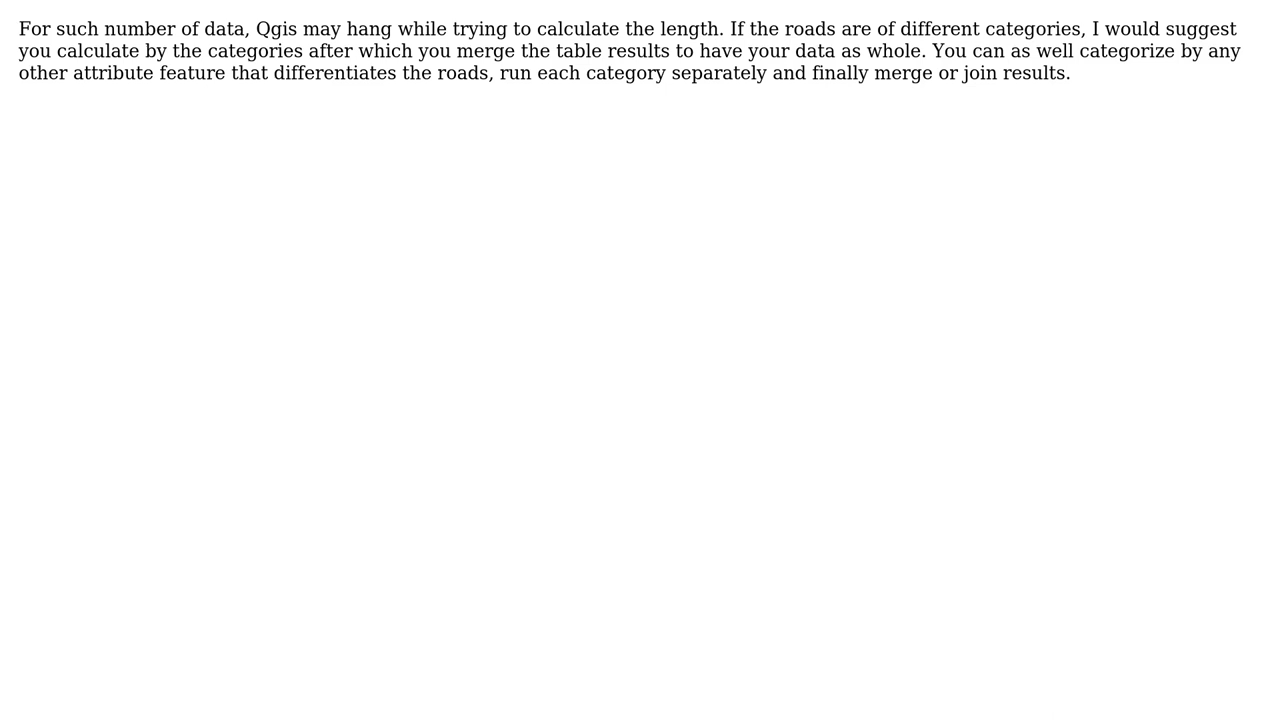 For such number of data, Qgis may hang while trying to calculate the length. If the roads are of different categories, I would suggest
you calculate by the categories after which you merge the table results to have your data as whole. You can as well categorize by any
other attribute feature that differentiates the roads, run each category separately and finally merge or join results.